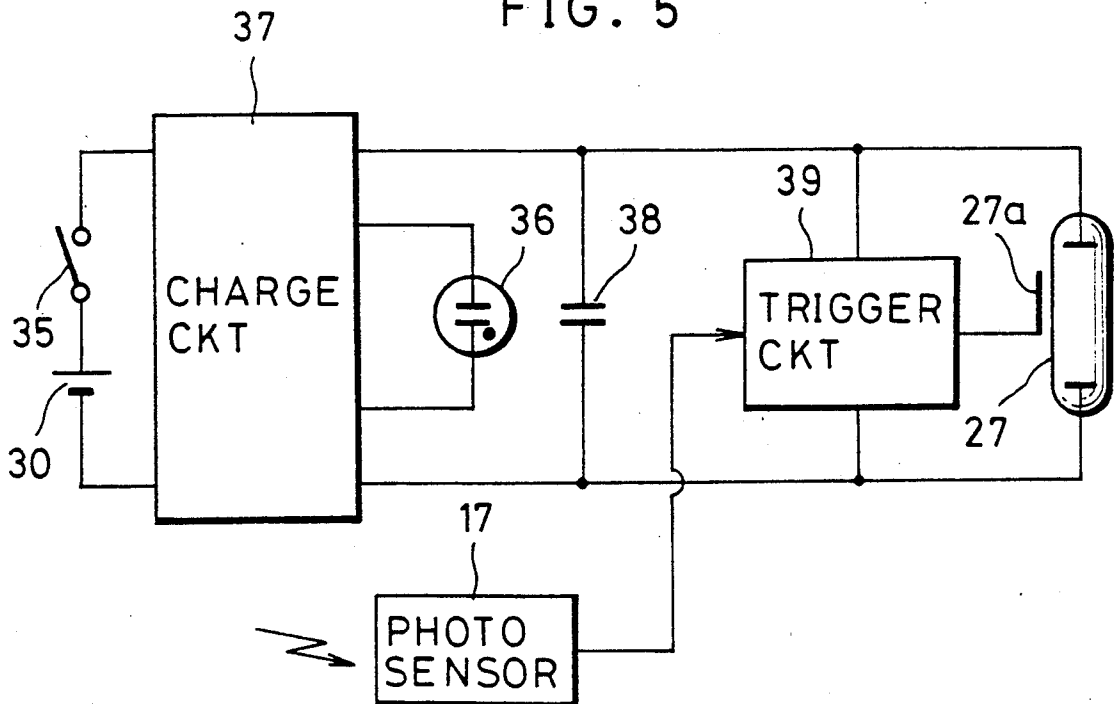 FIG. 5
37
39
27a
36
38
35
CHARGE
CKT
TRIGGER
CKT
30
27
17
PHOTO
SENSOR